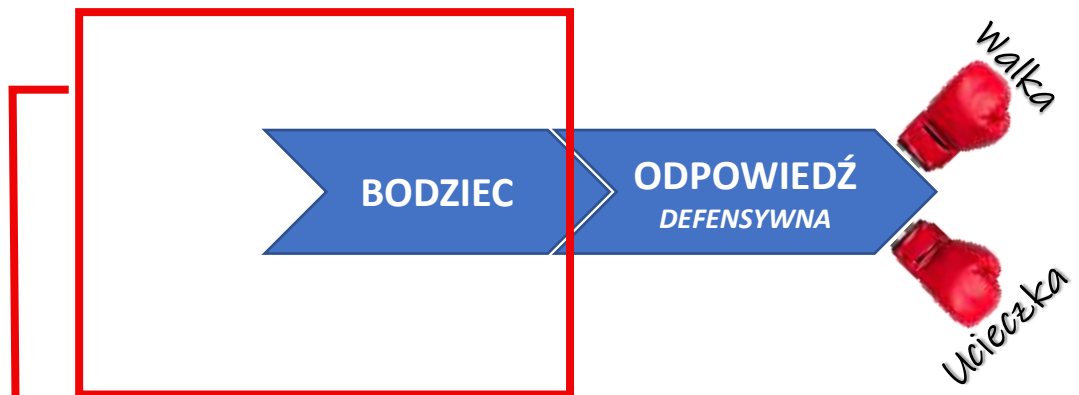 BODZIEC
ODPOWIEDŹ
DEFENSYWNA
Walka
Ucieczka